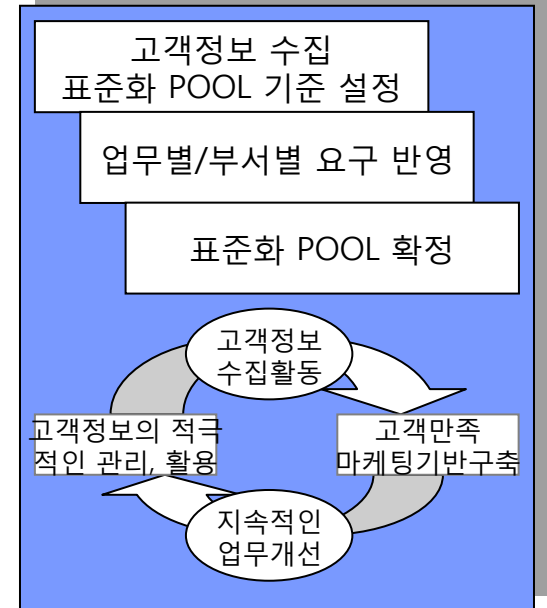 고객정보 수집
표준화 POOL 기준 설정
업무별/부서별 요구 반영
표준화 POOL 확정
고객정보
수집활동
고객정보의 적극
적인 관리, 활용
고객만족
마케팅기반구축
지속적인
업무개선